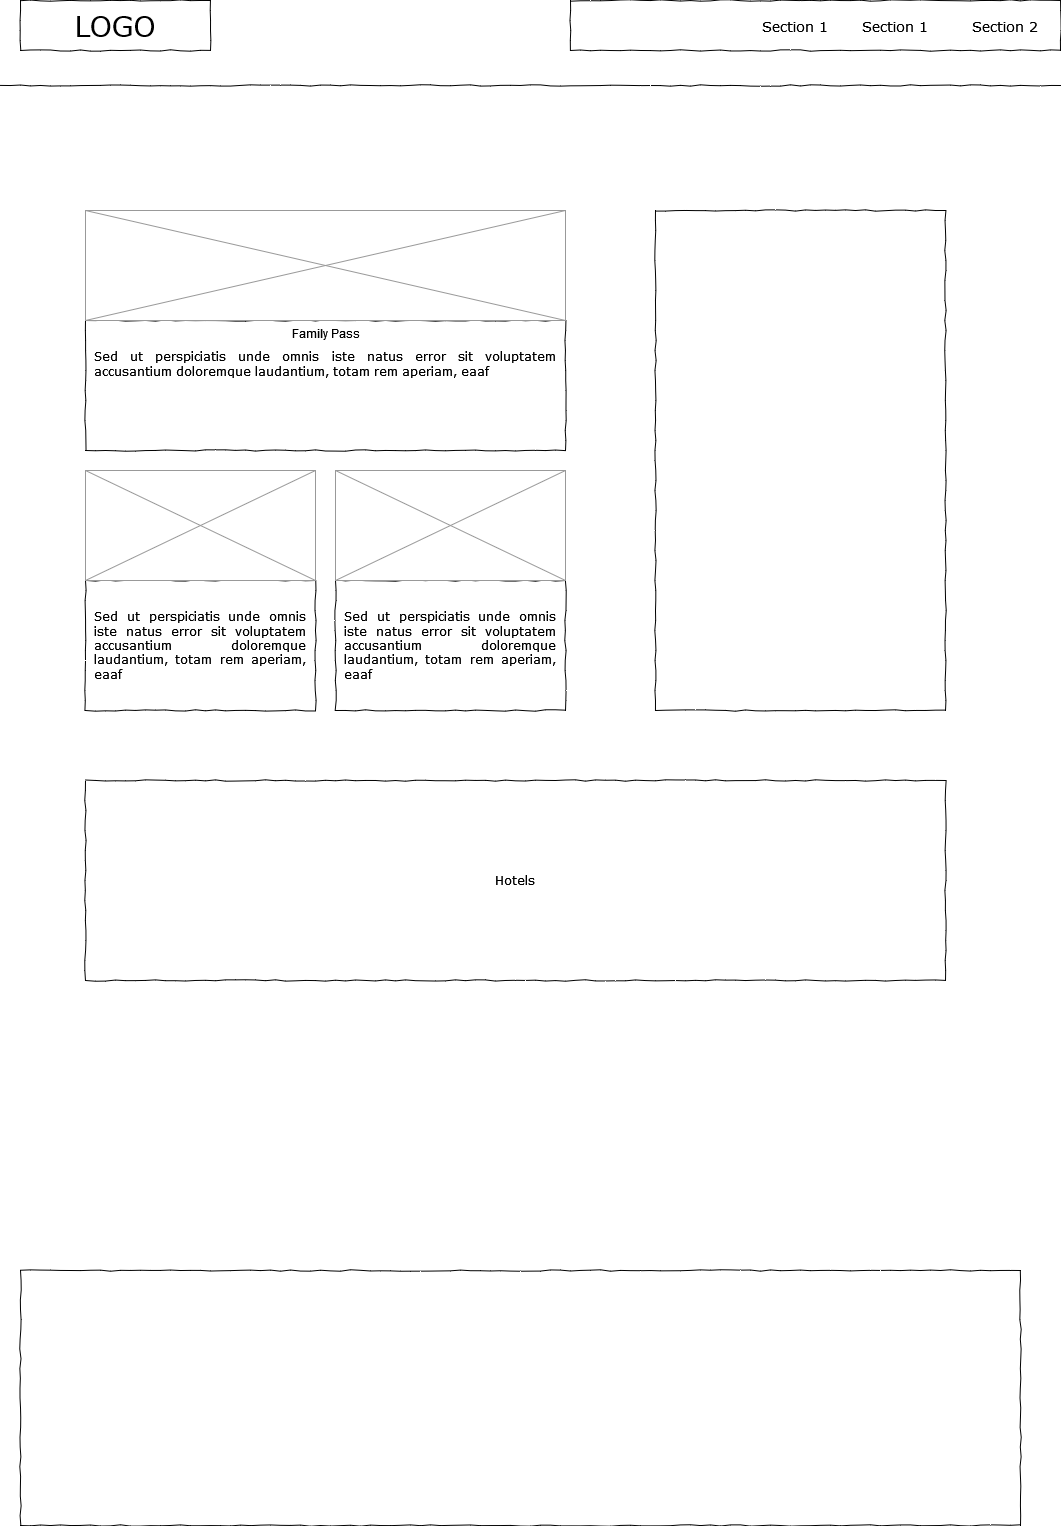 LOGO
Section 1 Section 1 Section 2
Family Pass
Sed ut perspiciatis unde omnis iste natus error sit voluptatem
accusantium doloremque laudantium, totam rem aperiam, eaaf
Sed ut perspiciatis unde omnis
iste natus error sit voluptatem
accusantium doloremque
laudantium, totam rem aperiam,
eaaf
Sed ut perspiciatis unde omnis
iste natus error sit voluptatem
accusantium doloremque
laudantium, totam rem aperiam,
eaaf
Hotels